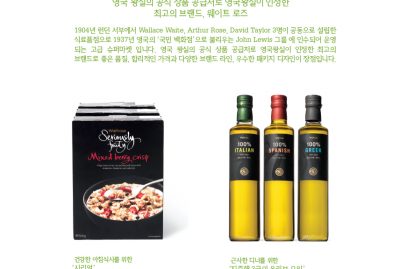 영국 왕실의 공식 상품 공급저로 영국왕실이 인정한
최고의 브랜드, 웨이트 로즈
1904년 런던 서부에서 Wallace Waite, Arthur Rose, David Taylor 3명이 공동으로 설립한
식료품점으로 1937년 영국의 '국민 백화점'으로 불리우는 John Lewis 그룹에 인수되어 운영
되는 고급 슈퍼마켓 입니다. 영국 왕실의 공식 상품 공급저로 영국왕실이 인정한 최고의
브랜드로 좋은 품질, 합리적인 가격과 다양한 브랜드 라인, 우수한 패키지 디자인이 장점입니다.
Waitrose
Seriously
fruity
Mixed berry crisp
100%
ITALIAN
100%
SPANISH
100%
GREEK
건강한 아침식사를 위한
"시리얼"
근사한 디너를 위한